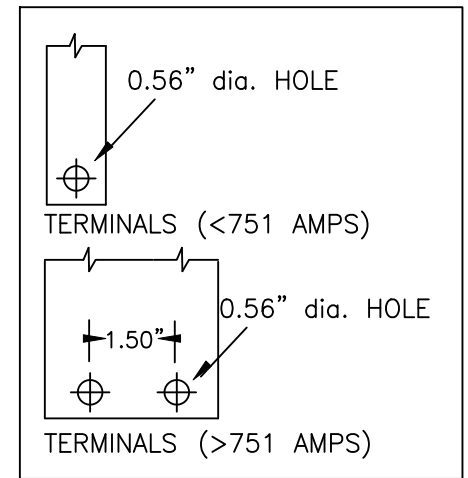 0.56” dia. HOLE
TERMINALS (<751 AMPS)
0.56” dia. HOLE
1.50”
TERMINALS (>751 AMPS)